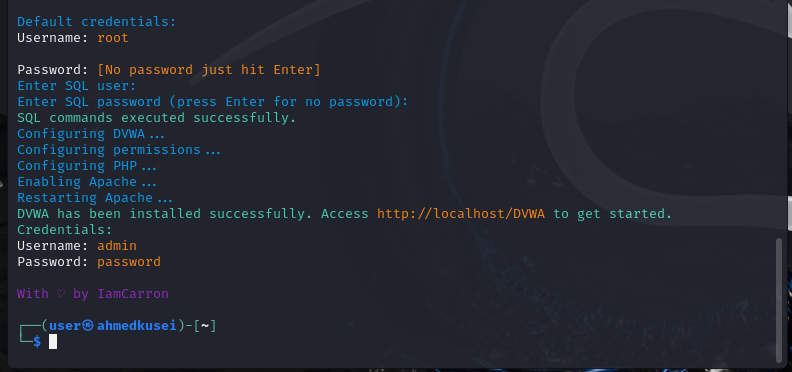 Default credentials:
Username: root
Password: [No password just hit Enter]
Enter SQL user:
Enter SQL password (press Enter for no password):
SQL commands executed successfully.
Configuring DVWA...
Configuring permissions...
Configuring PHP...
Enabling Apache...
Restarting Apache...
DVWA has been installed successfully. Access http://localhost/DVWA to get started.
Credentials:
Username: admin
Password: password
With ♡ by IamCarron
┌──(user㉿ahmedkusei)-[~]
└─$